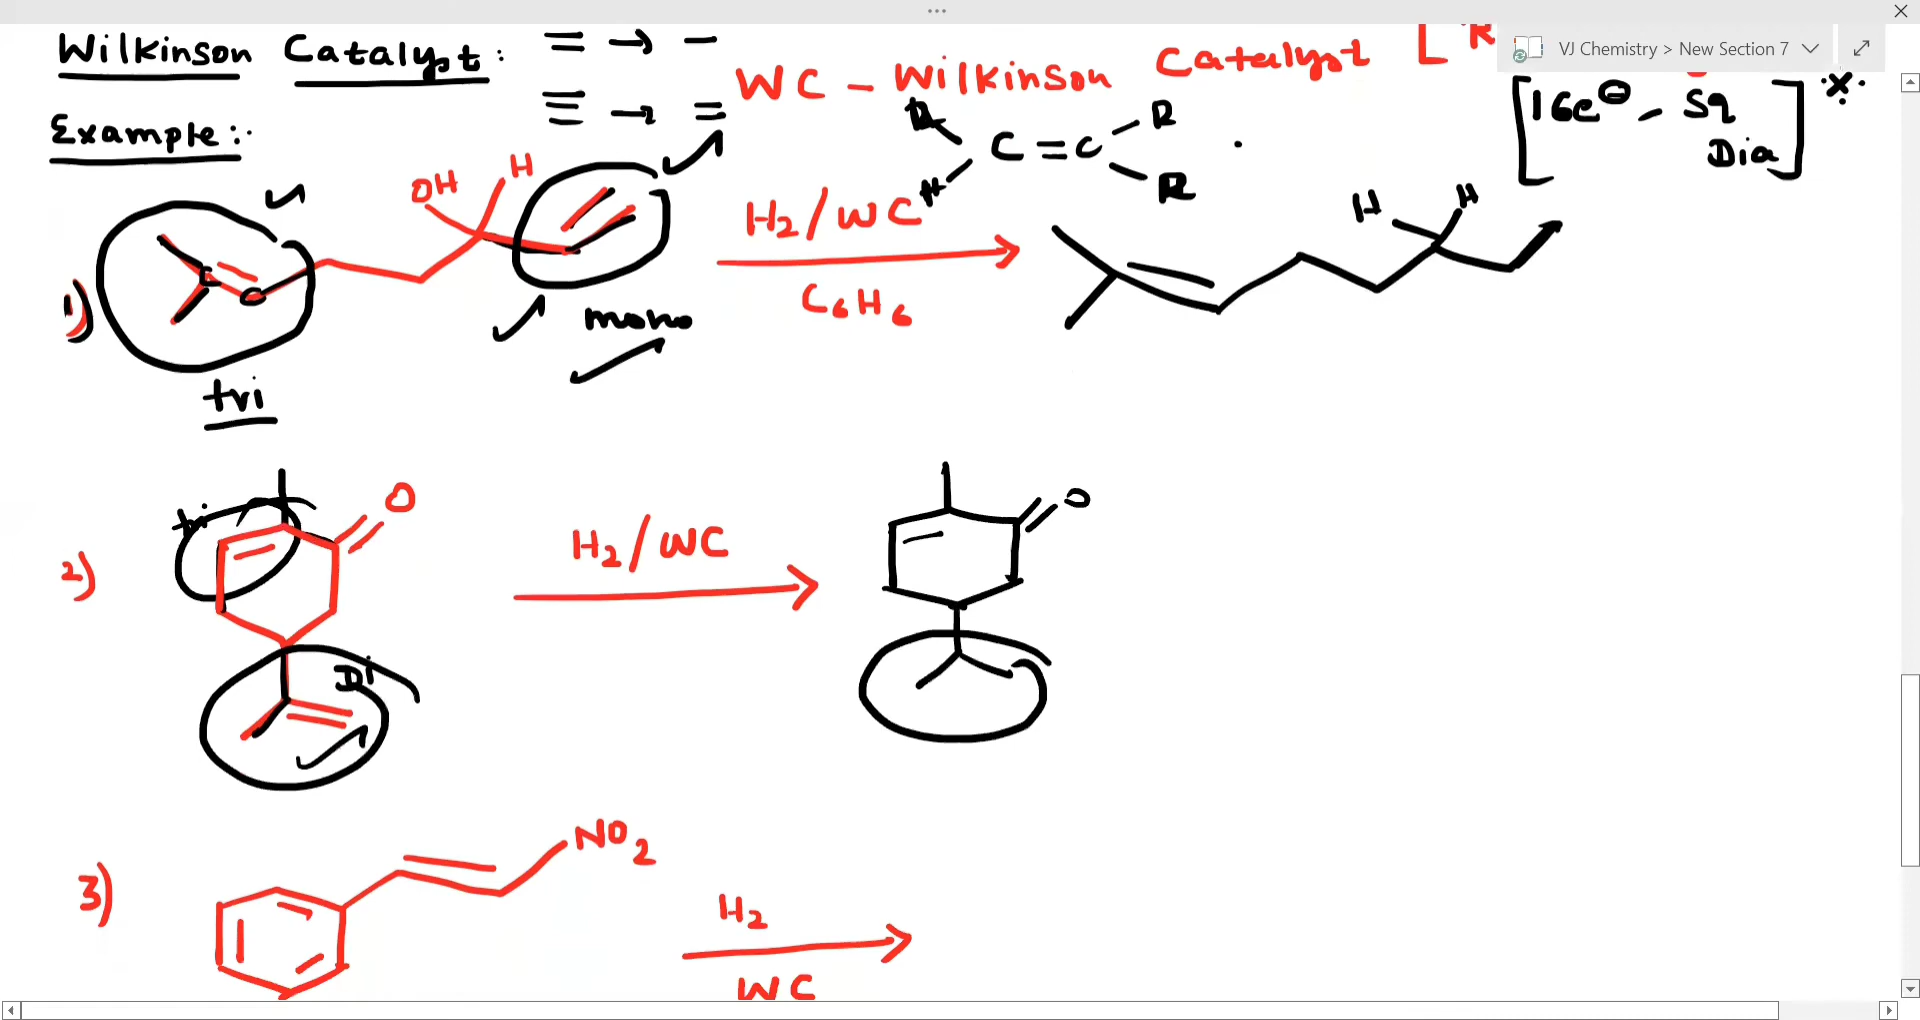 Wilkinson Catalyst:
= → –
≡ → =
WC – Wilkinson Catalyst [ R
VJ Chemistry > New Section 7
[16e⊖ - Sq
Dia]
Example:
R
H
C = C
R
R
1)
C
C
OH
H
mono
tri
H2/WC
C6H6
H
H
2)
tri
O
Di
H2/WC
O
3)
NO2
H2
WC